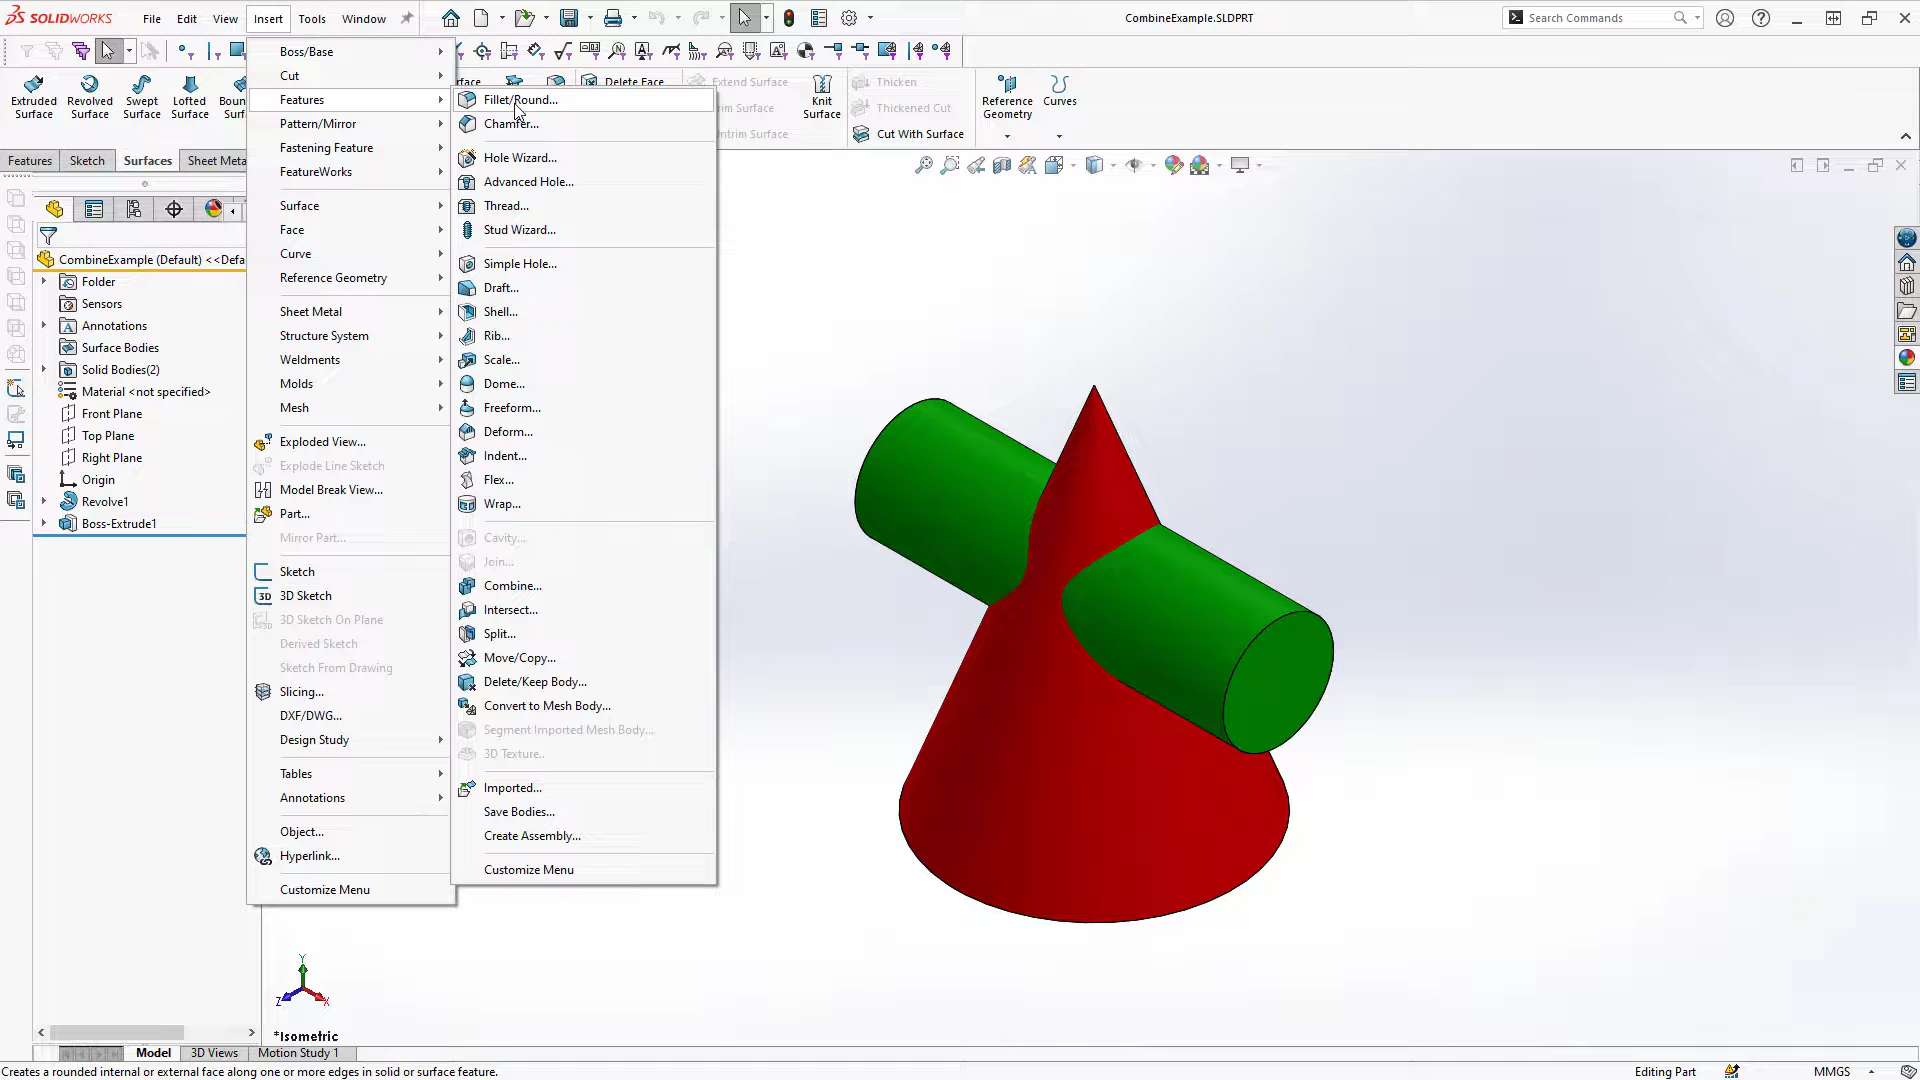 SOLIDWORKS
File
Edit
View
Insert
Tools
Window
CombineExample.SLDPRT
Search Commands
Extruded Surface
Revolved Surface
Swept Surface
Lofted Surface
Delete Face
Extend Surface
Knit Surface
Thicken
Thickened Cut
Cut With Surface
Reference Geometry
Curves
Features
Sketch
Surfaces
Sheet Meta
Boss/Base
Cut
Features
Pattern/Mirror
Fastening Feature
FeatureWorks
Surface
Face
Curve
Reference Geometry
Sheet Metal
Structure System
Weldments
Molds
Mesh
Exploded View...
Explode Line Sketch
Model Break View...
Part...
Mirror Part...
Sketch
3D Sketch
3D Sketch On Plane
Derived Sketch
Sketch From Drawing
Slicing...
DXF/DWG...
Design Study
Tables
Annotations
Object...
Hyperlink...
Customize Menu
Fillet/Round...
Chamfer...
Hole Wizard...
Advanced Hole...
Thread...
Stud Wizard...
Simple Hole...
Draft...
Shell...
Rib...
Scale...
Dome...
Freeform...
Deform...
Indent...
Flex...
Wrap...
Cavity...
Join...
Combine...
Intersect...
Split...
Move/Copy...
Delete/Keep Body...
Convert to Mesh Body...
Segment Imported Mesh Body...
3D Texture..
Imported...
Save Bodies...
Create Assembly...
Customize Menu
CombineExample (Default) <<Defa
Folder
Sensors
Annotations
Surface Bodies
Solid Bodies(2)
Material <not specified>
Front Plane
Top Plane
Right Plane
Origin
Revolve1
Boss-Extrude1
Y
Z
X
*Isometric
Model
3D Views
Motion Study 1
Creates a rounded internal or external face along one or more edges in solid or surface feature.
Editing Part
MMGS